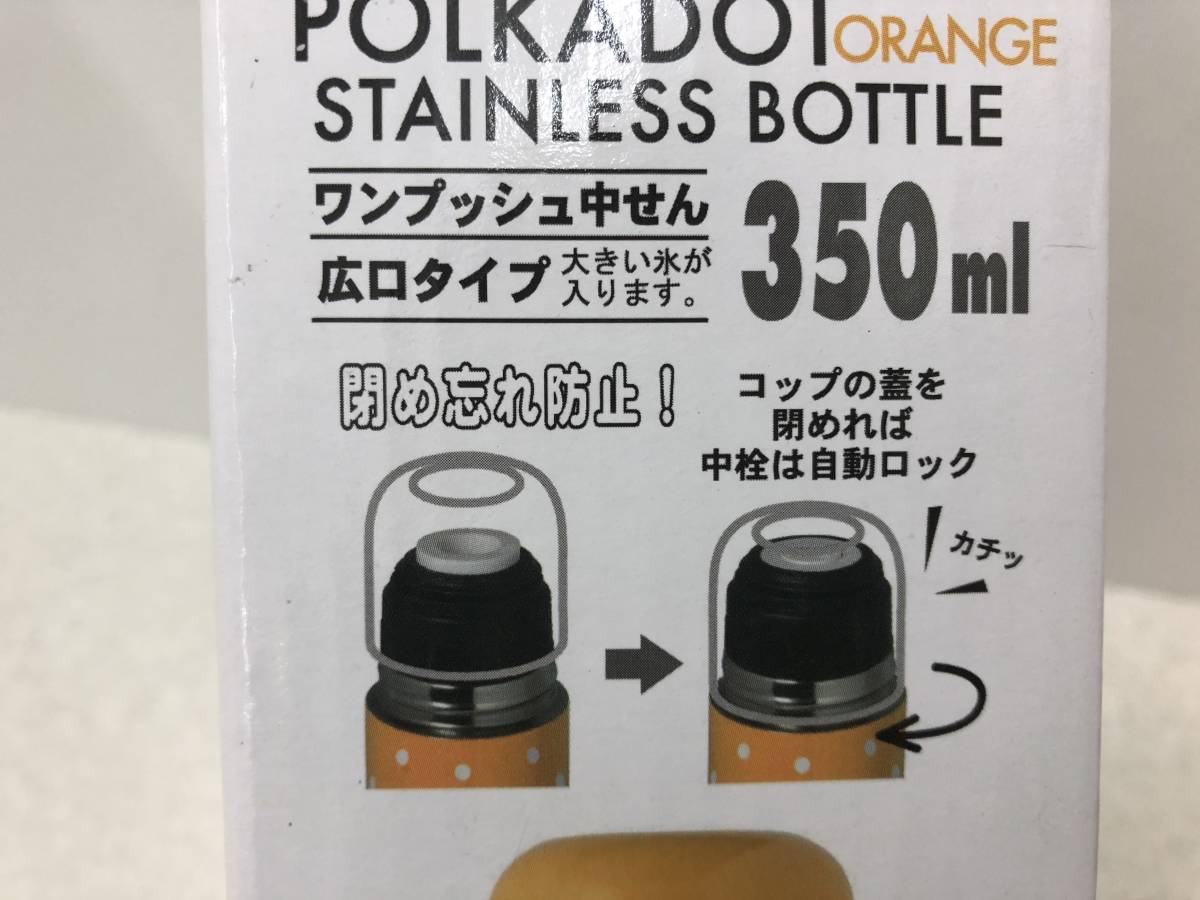 POLKADOT ORANGE
STAINLESS BOTTLE
ワンプッシュ中せん
広口タイプ 大きい氷が
入ります。
350ml
閉め忘れ防止！
コップの蓋を
閉めれば
中栓は自動ロック
カチッ